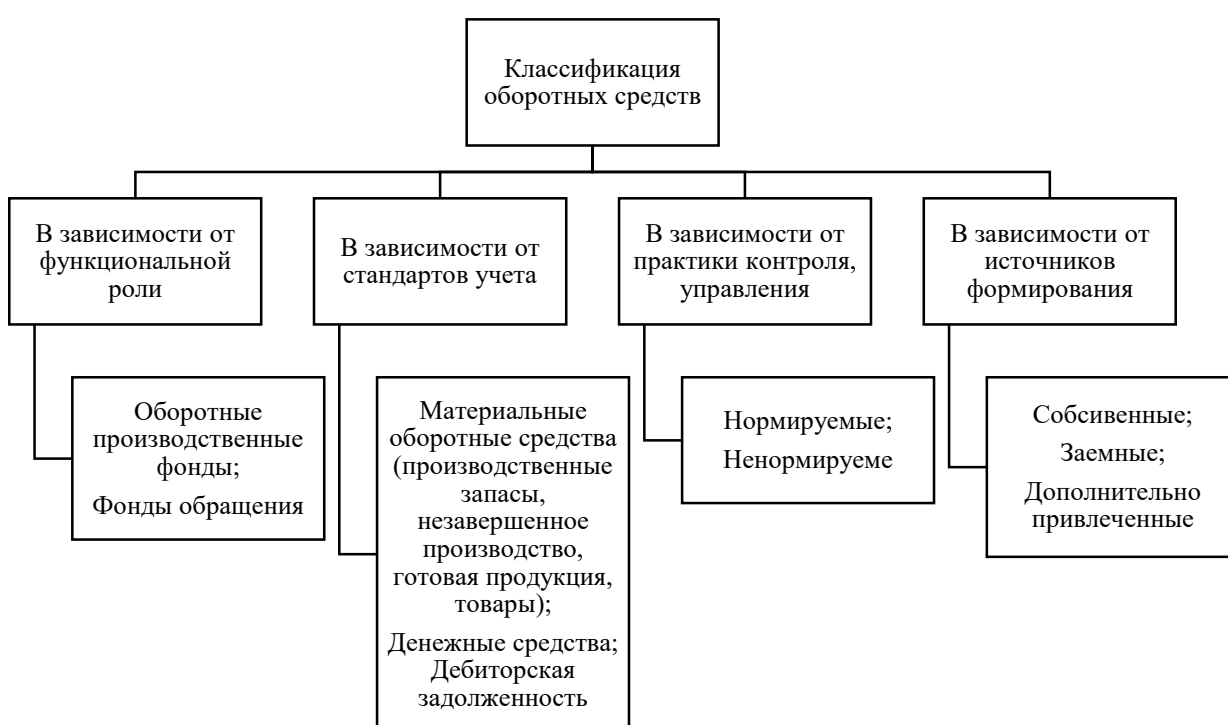 Классификация
оборотных средств
В зависимости от
функциональной
роли
В зависимости от
стандартов учета
В зависимости от
практики контроля,
управления
В зависимости от
источников
формирования
Оборотные
производственные
фонды;
Фонды обращения
Материальные
оборотные средства
(производственные
запасы,
незавершенное
производство,
готовая продукция,
товары);
Денежные средства;
Дебиторская
задолженность
Нормируемые;
Ненормируеме
Собсивенные;
Заемные;
Дополнительно
привлеченные